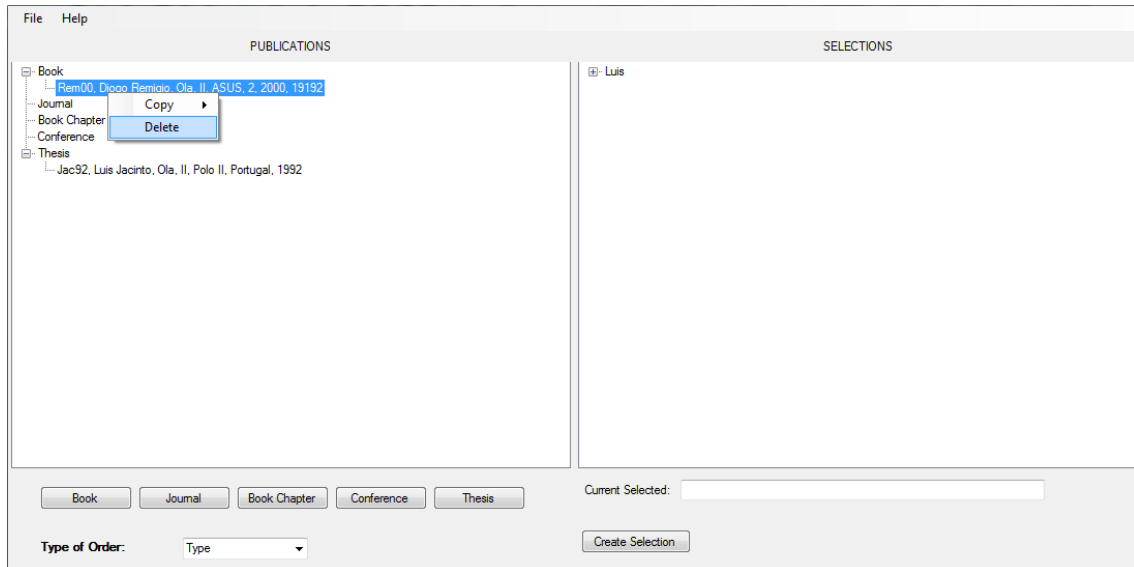 File Help
PUBLICATIONS SELECTIONS
Book
Rem00, Diogo Remigio, Ola, II, ASUS, 2, 2000, 19192
Journal
Book Chapter
Conference
Thesis
Jac92, Luis Jacinto, Ola, II, Polo II, Portugal, 1992
Copy
Delete
Luis
Book Journal Book Chapter Conference Thesis
Type of Order: Type
Current Selected:
Create Selection